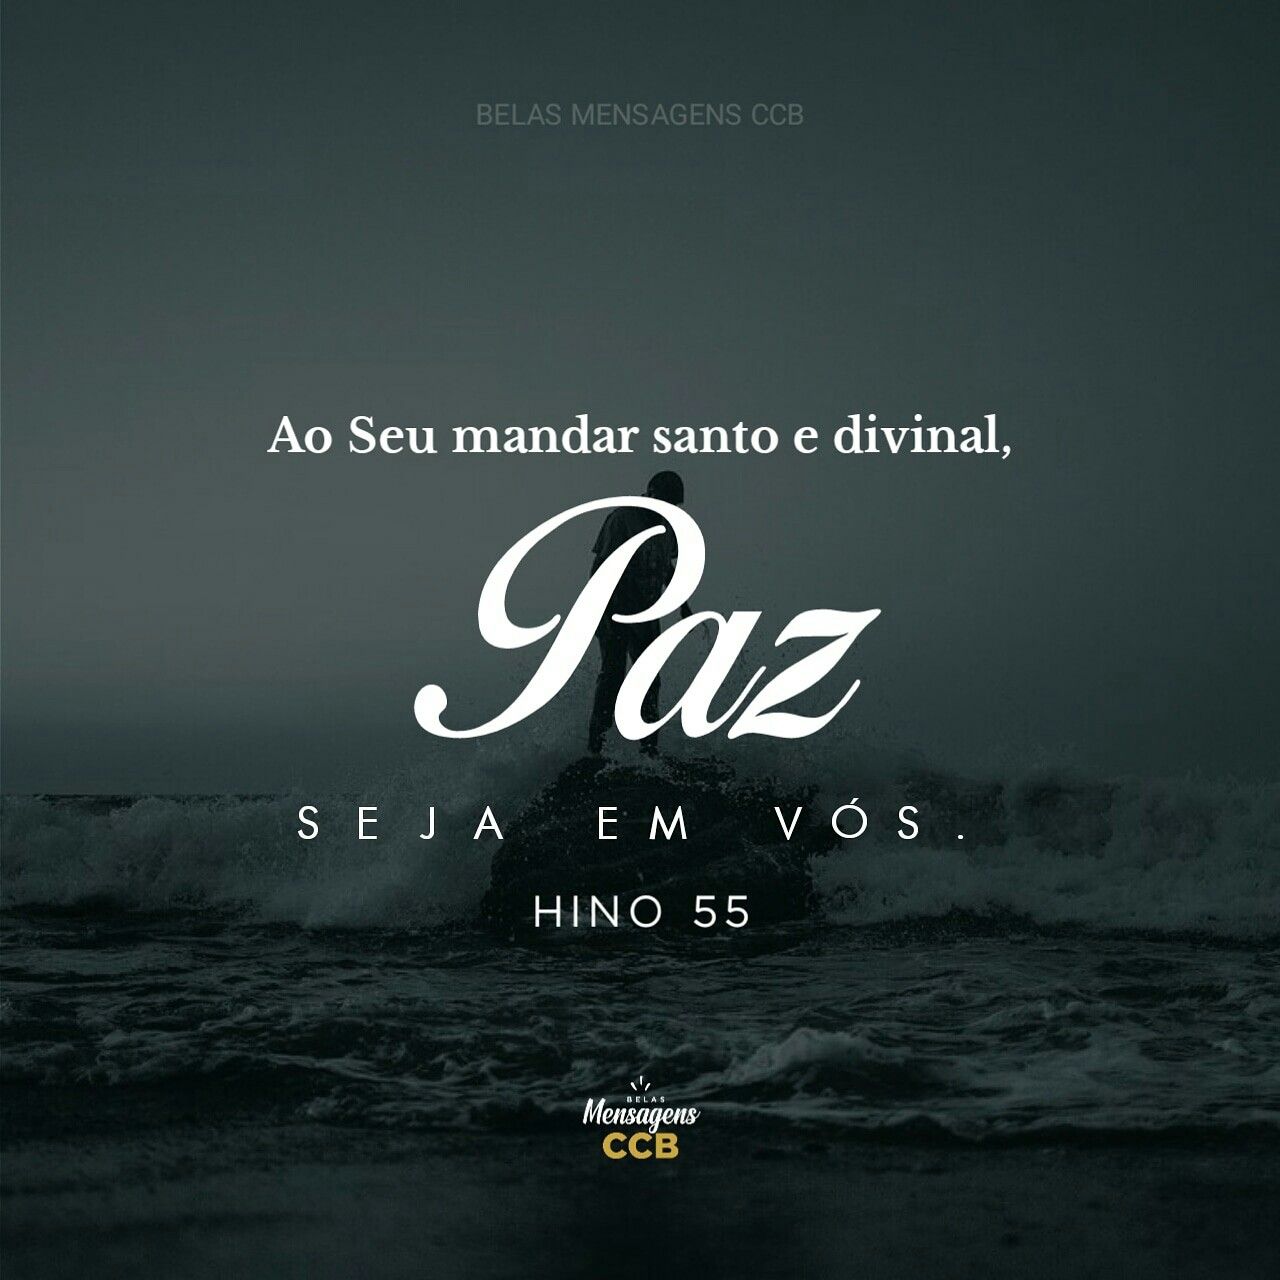 BELAS MENSAGENS CCB
Ao Seu mandar santo e divinal,
Paz
SEJA EM VÓS.
HINO 55
BELAS
Mensagens
CCB